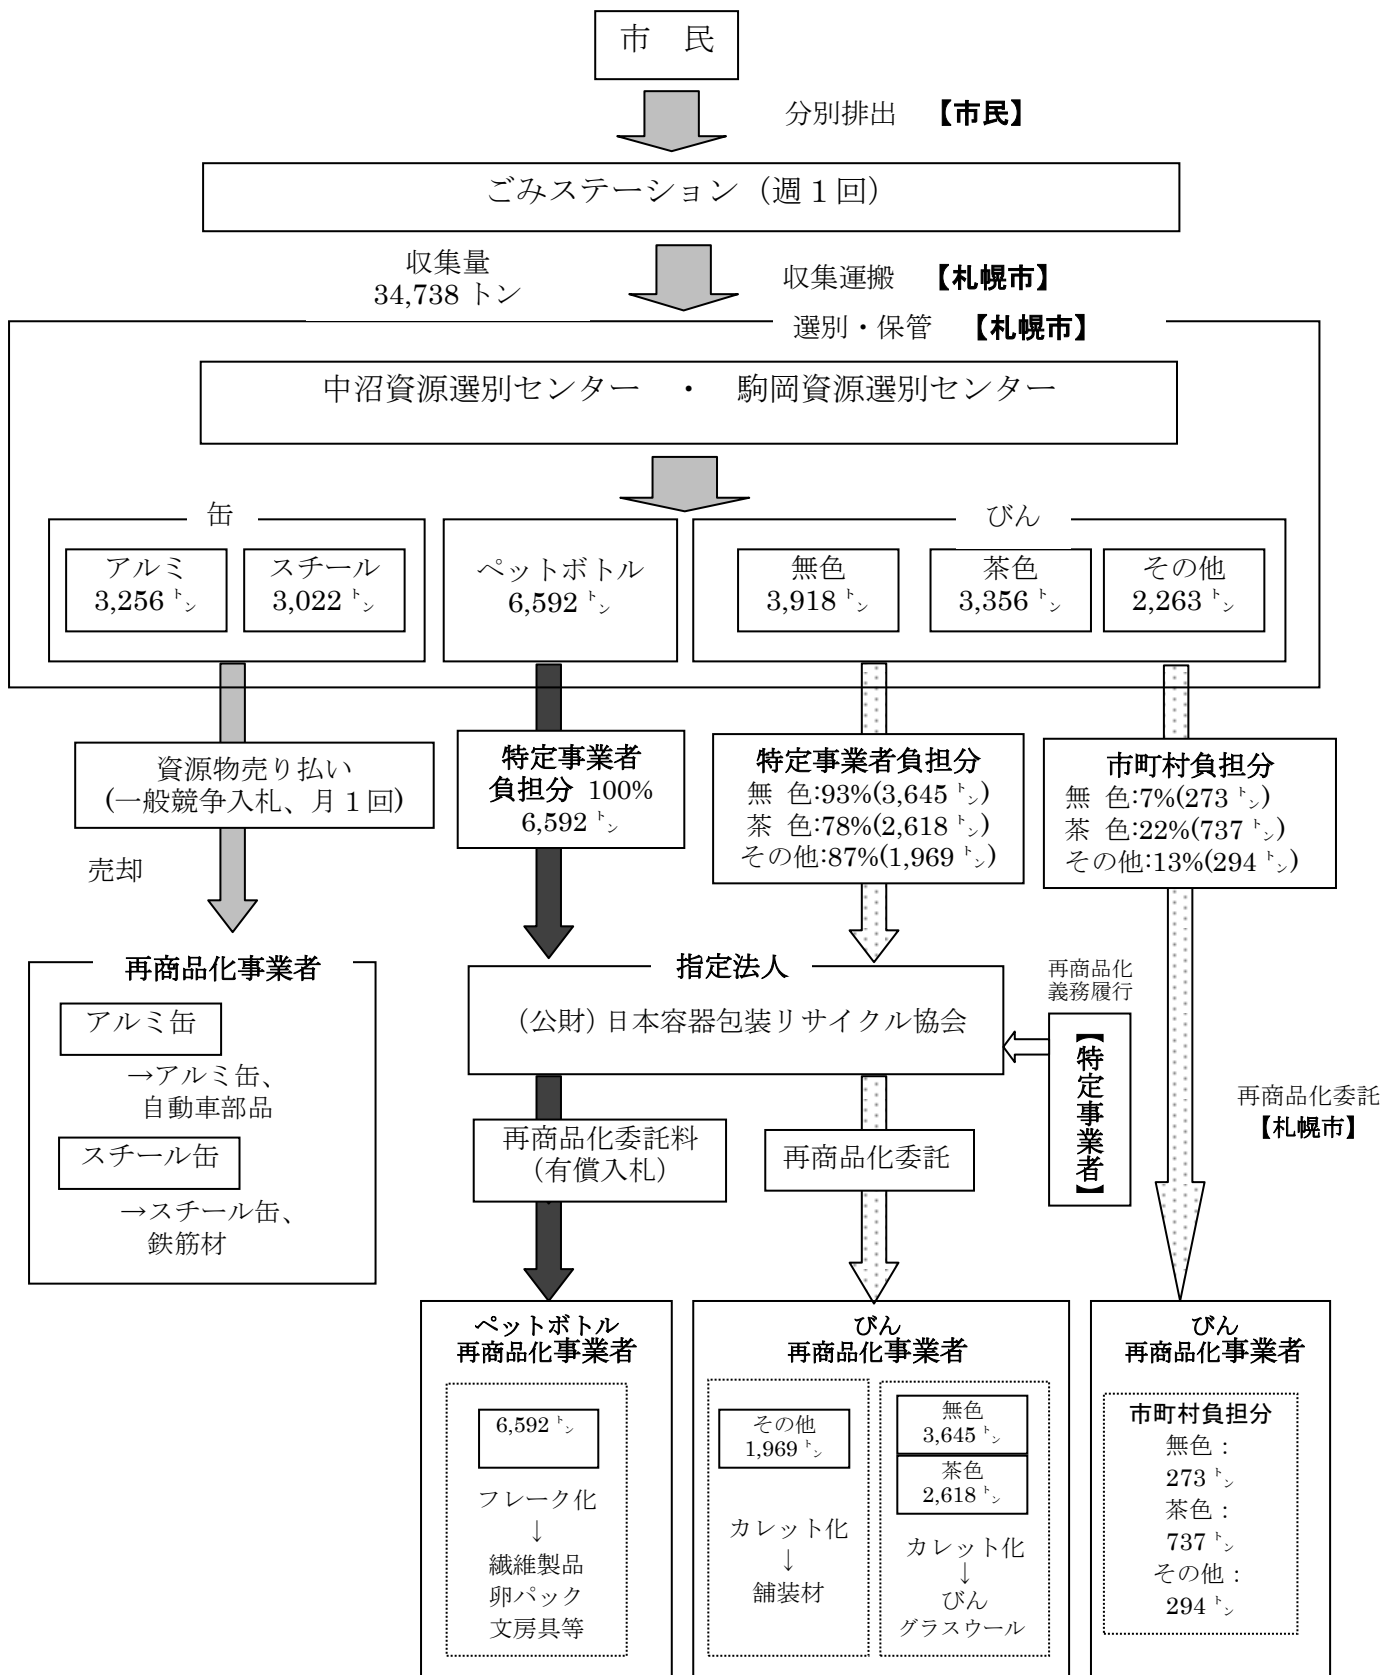 市　民
分別排出　【市民】
ごみステーション（週１回）
収集量
34,738 トン
収集運搬　【札幌市】
選別・保管　【札幌市】
中沼資源選別センター　・　駒岡資源選別センター
缶
アルミ
3,256 ㌧
スチール
3,022 ㌧
ペットボトル
6,592 ㌧
びん
無色
3,918 ㌧
茶色
3,356 ㌧
その他
2,263 ㌧
資源物売り払い
(一般競争入札、月１回)
売却
特定事業者
負担分 100%
6,592 ㌧
特定事業者負担分
無 色:93%(3,645 ㌧)
茶 色:78%(2,618 ㌧)
その他:87%(1,969 ㌧)
市町村負担分
無 色:7%(273 ㌧)
茶 色:22%(737 ㌧)
その他:13%(294 ㌧)
再商品化事業者
アルミ缶
→アルミ缶、
自動車部品
スチール缶
→スチール缶、
鉄筋材
指定法人
（公財）日本容器包装リサイクル協会
再商品化
義務履行
【特定事業者】
再商品化委託
【札幌市】
再商品化委託料
（有償入札）
再商品化委託
ペットボトル
再商品化事業者
6,592 ㌧
フレーク化
↓
繊維製品
卵パック
文房具等
びん
再商品化事業者
その他
1,969 ㌧
カレット化
↓
舗装材
無色
3,645 ㌧
茶色
2,618 ㌧
カレット化
↓
びん
グラスウール
びん
再商品化事業者
市町村負担分
無色：
273 ㌧
茶色：
737 ㌧
その他：
294 ㌧